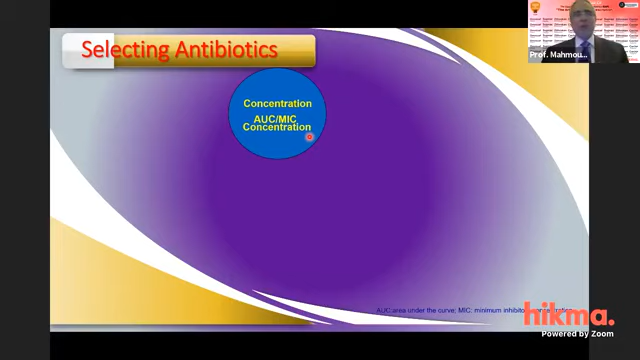 Selecting Antibiotics
Prof. Mahmou...
Concentration
AUC/MIC
Concentration
AUC:area under the curve; MIC: minimum
hikma.
Powered by Zoom